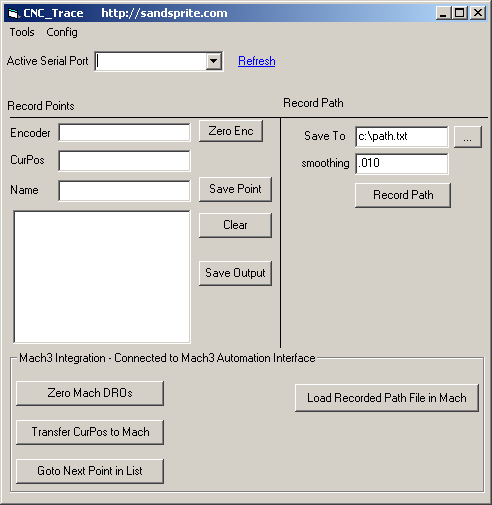 CNC_Trace http://sandsprite.com
Tools Config
Active Serial Port Refresh
Record Points
Record Path
Encoder Zero Enc
CurPos
Name Save Point
Clear
Save Output
Save To c:\path.txt ...
smoothing .010
Record Path
Mach3 Integration - Connected to Mach3 Automation Interface
Zero Mach DROs
Load Recorded Path File in Mach
Transfer CurPos to Mach
Goto Next Point in List